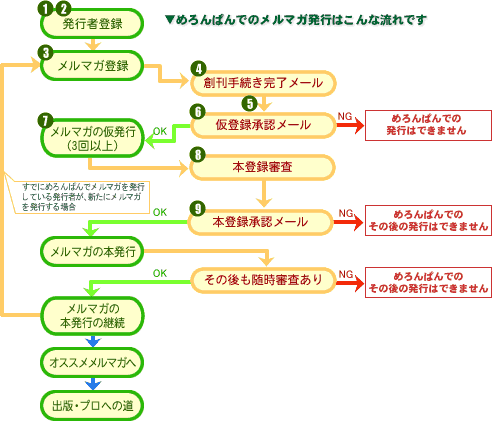 ▼めろんぱんでのメルマガ発行はこんな流れです
❶❷
発行者登録
❸
メルマガ登録
❹
創刊手続き完了メール
❺
❻
仮登録承認メール
NG
めろんぱんでの
発行はできません
OK
❼
メルマガの仮発行
(3回以上)
❽
本登録審査
すでにめろんぱんでメルマガを発行
している発行者が、新たにメルマガ
を発行する場合
❾
本登録承認メール
NG
めろんぱんでの
その後の発行はできません
OK
メルマガの本発行
その後も随時審査あり
NG
めろんぱんでの
その後の発行はできません
OK
メルマガの
本発行の継続
オススメメルマガへ
出版・プロへの道